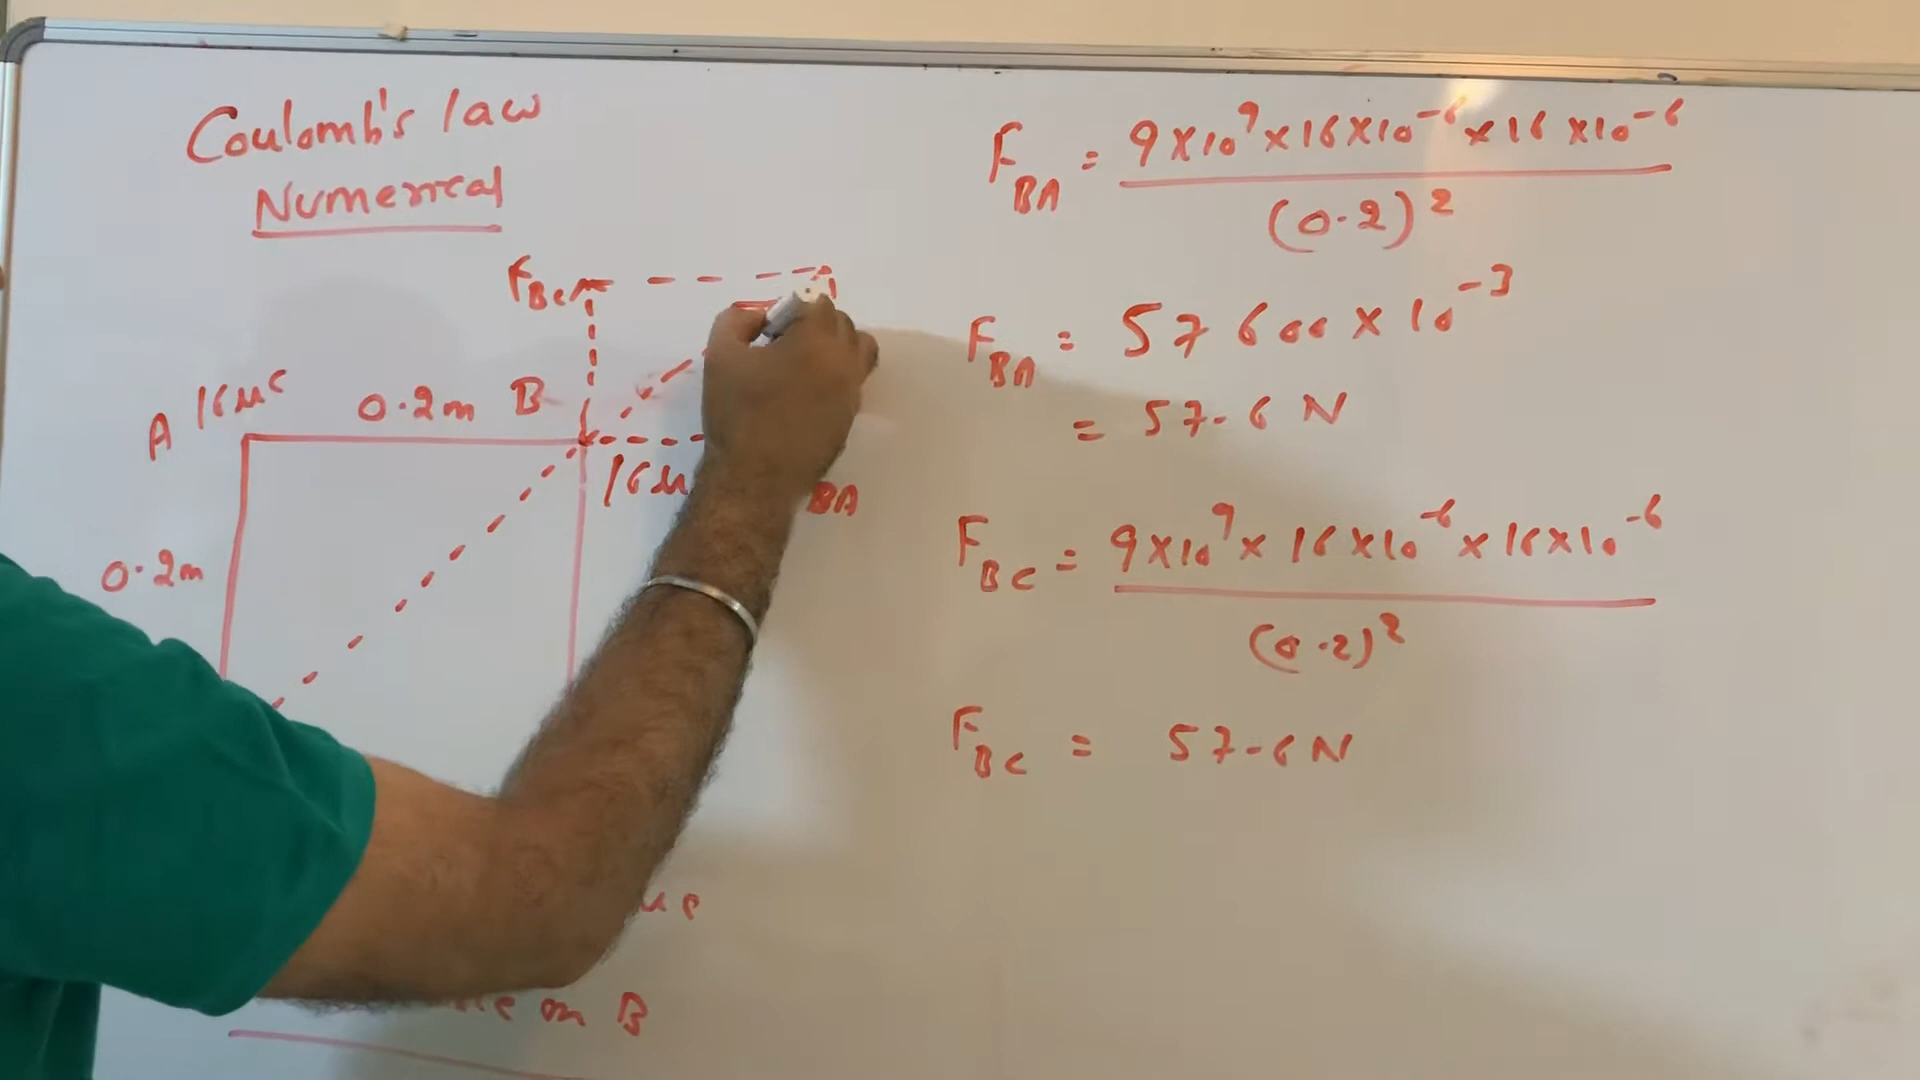 Coulomb's law
Numerical
F_BC
A 16μC
0.2m
B
16μ
BA
0.2m
on B
F_BA = 9×10^9×16×10^-6×16×10^-6
(0.2)^2
F_BA = 57600×10^-3
= 57.6 N
F_BC = 9×10^9×16×10^-6×16×10^-6
(0.2)^2
F_BC = 57.6 N